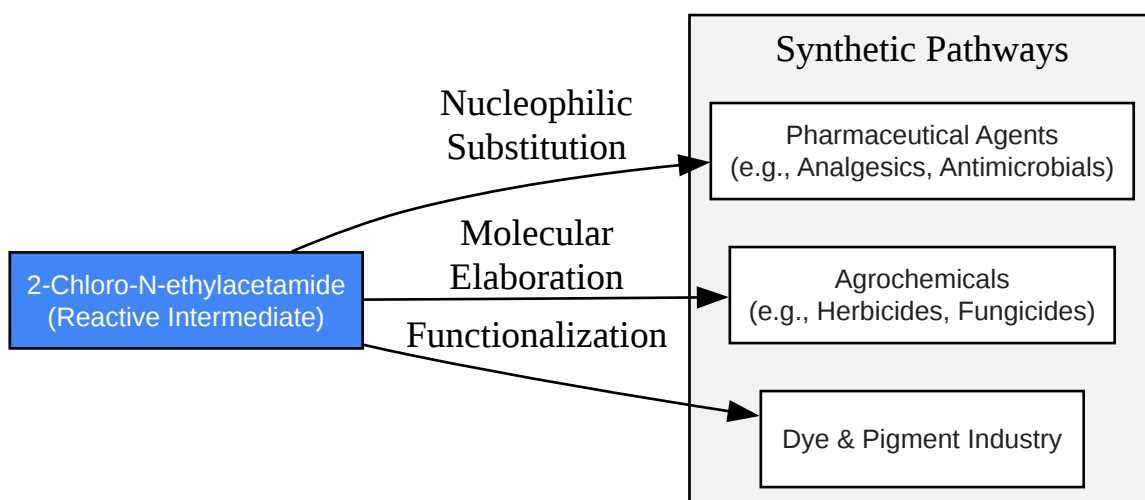 Synthetic Pathways
Nucleophilic
Substitution
Pharmaceutical Agents
(e.g., Analgesics, Antimicrobials)
2-Chloro-N-ethylacetamide
(Reactive Intermediate)
Molecular
Elaboration
Agrochemicals
(e.g., Herbicides, Fungicides)
Functionalization
Dye & Pigment Industry